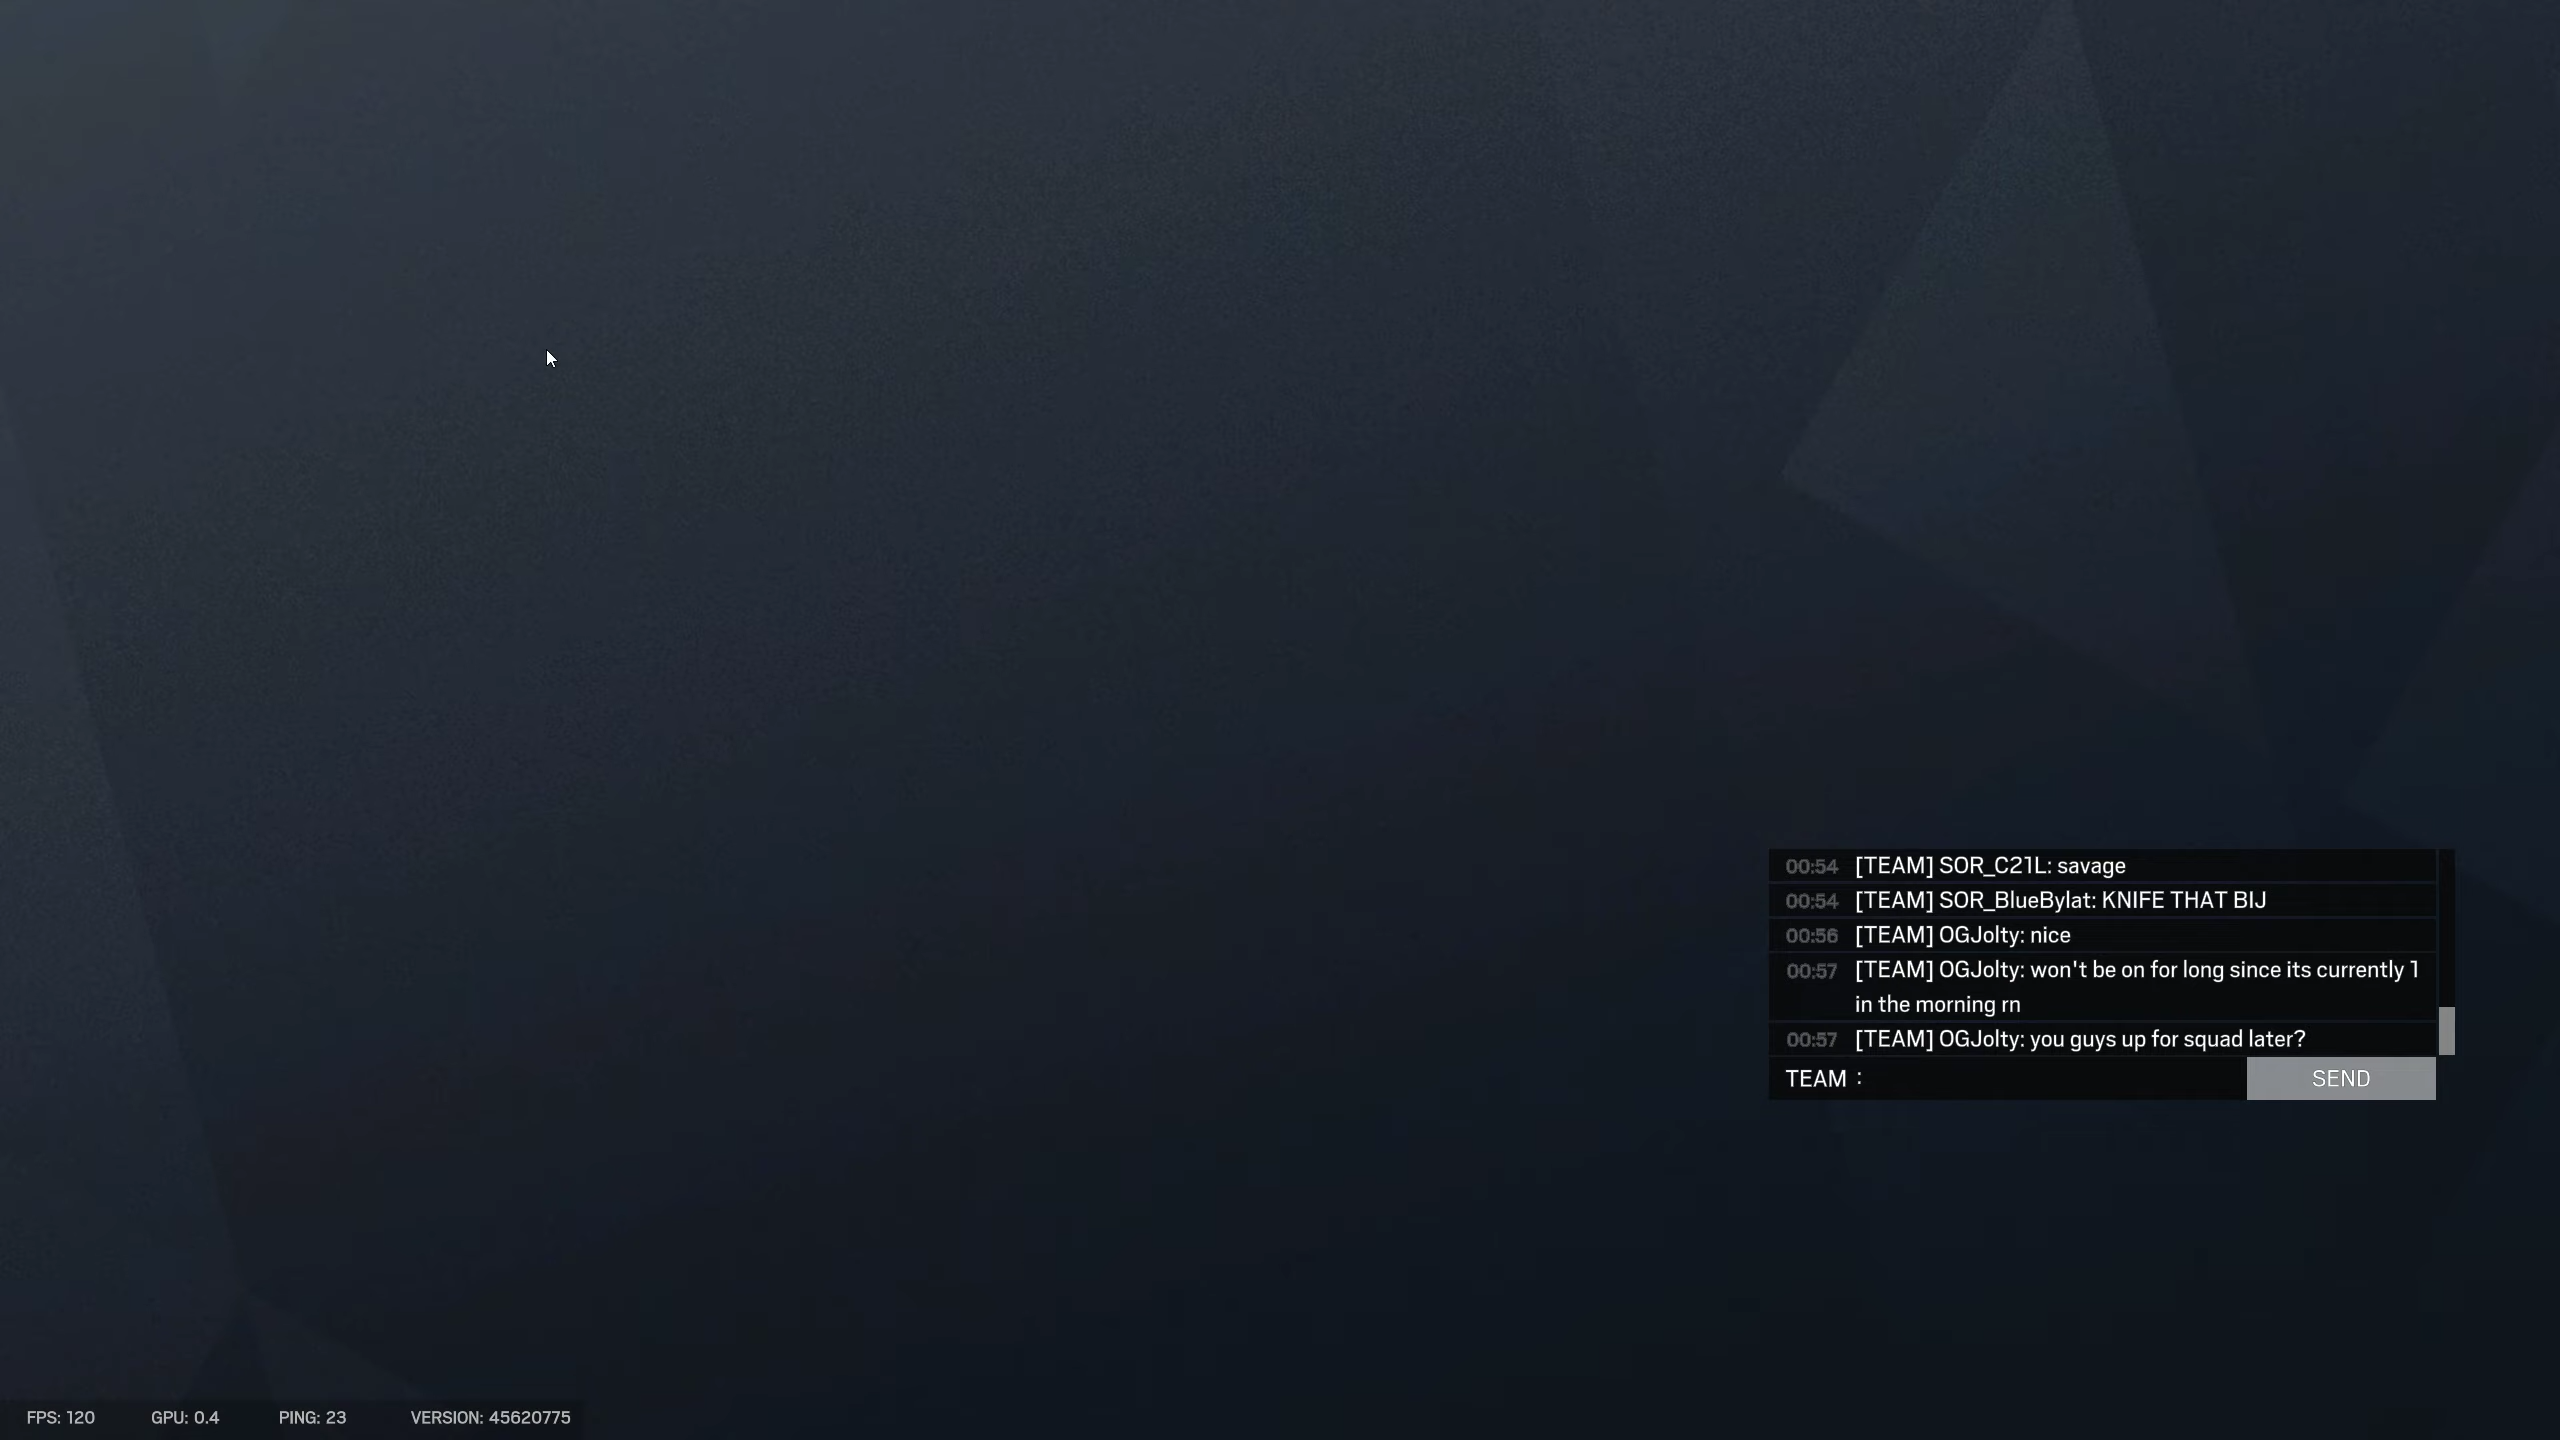 00:54 [TEAM] SOR_C21L: savage
00:54 [TEAM] SOR_BlueBylat: KNIFE THAT BIJ
00:56 [TEAM] OGJolty: nice
00:57 [TEAM] OGJolty: won't be on for long since its currently 1
in the morning rn
00:57 [TEAM] OGJolty: you guys up for squad later?
TEAM : SEND
FPS: 120 GPU: 0.4 PING: 23 VERSION: 45620775